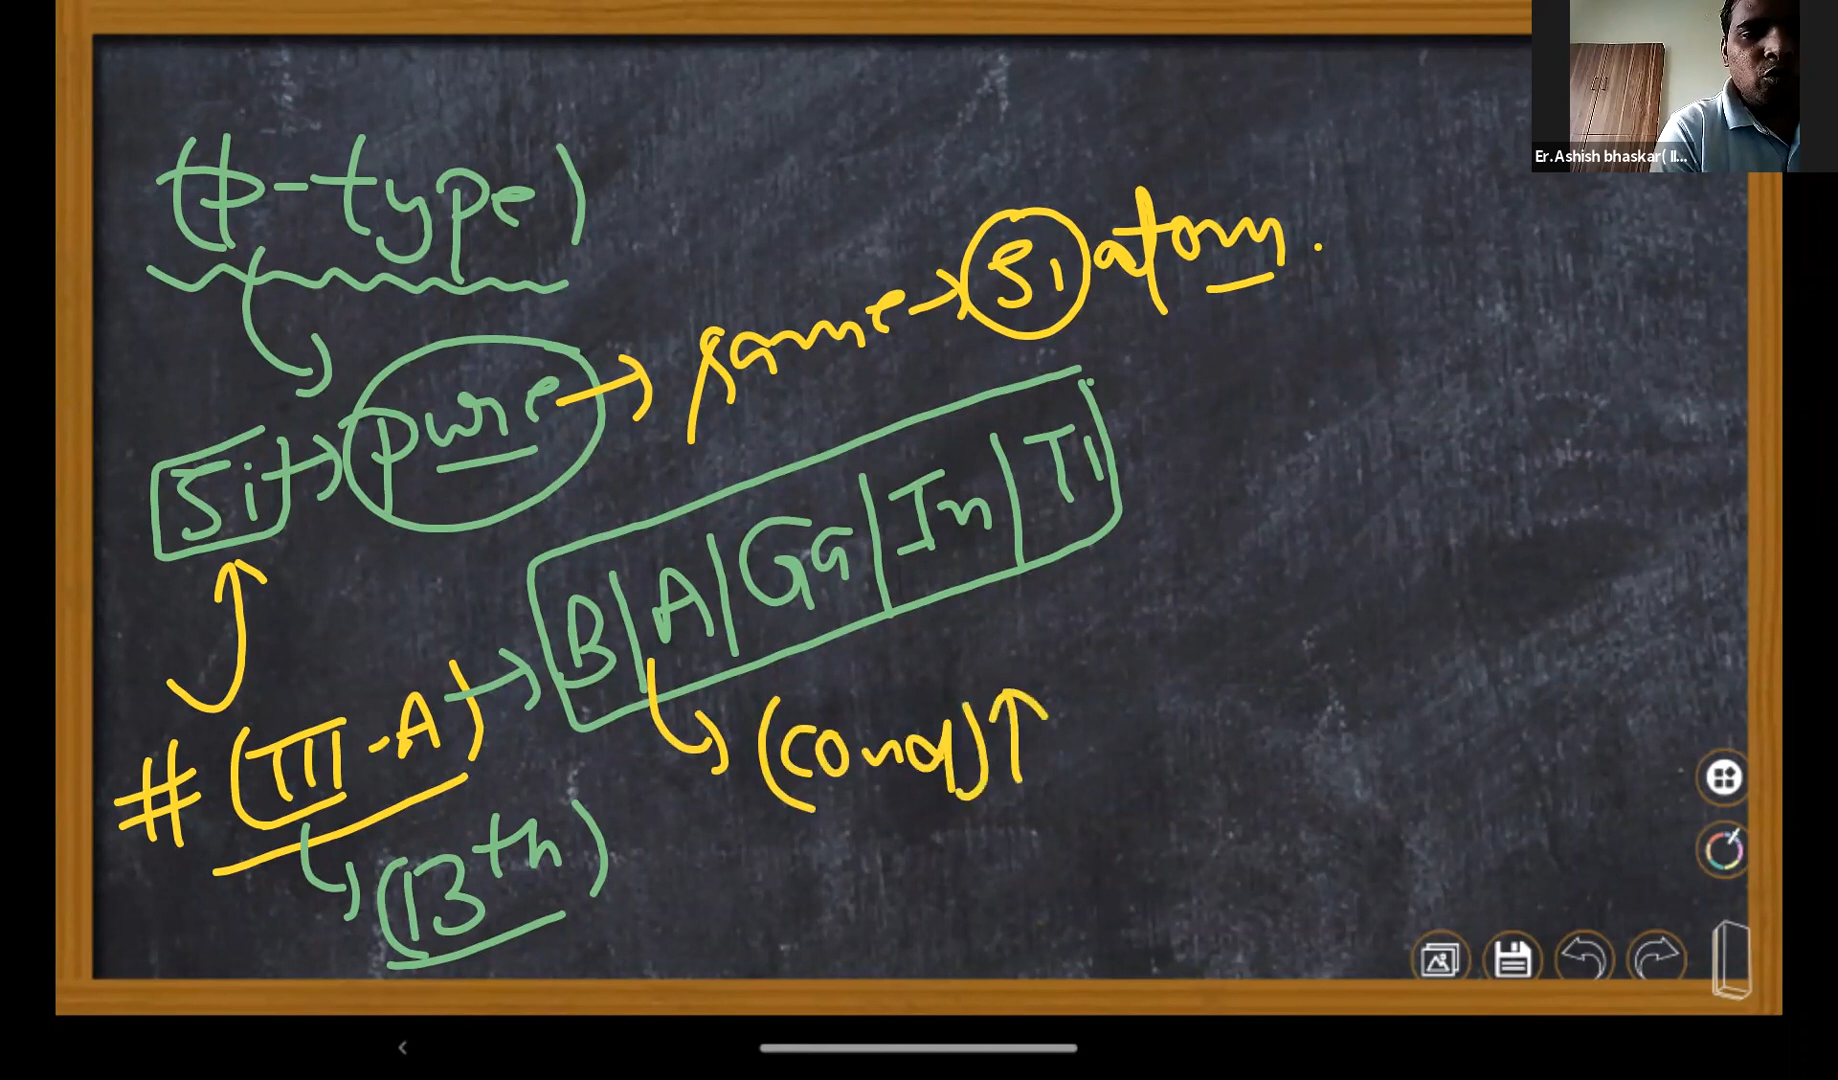 Er.Ashish bhaskar( II...
(p-type)
Si → pure → same → Si atom.
B | A | Ga | In | Tl
# (III-A) →
(cond) ↑
(13th)